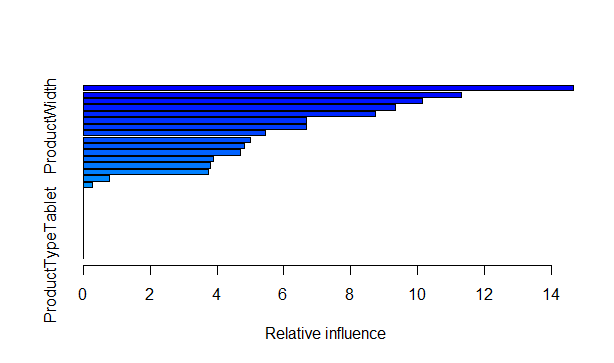 ProductWidth
ProductTypeTablet
0 2 4 6 8 10 12 14
Relative influence